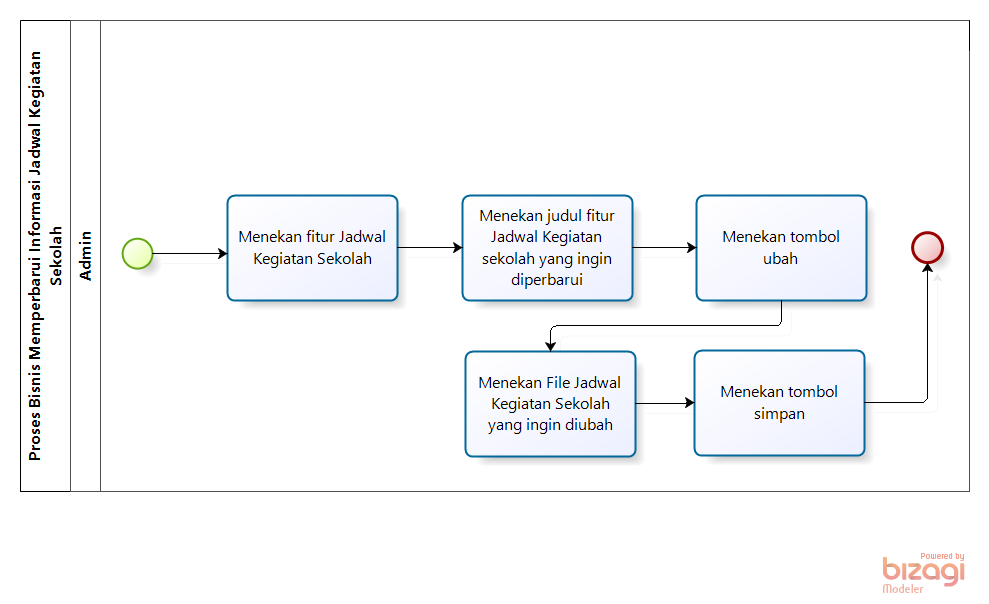 Proses Bisnis Memperbarui Informasi Jadwal Kegiatan
Sekolah
Admin
Menekan fitur Jadwal
Kegiatan Sekolah
Menekan judul fitur
Jadwal Kegiatan
sekolah yang ingin
diperbarui
Menekan tombol
ubah
Menekan File Jadwal
Kegiatan Sekolah
yang ingin diubah
Menekan tombol
simpan
Powered by
bizagi
Modeler